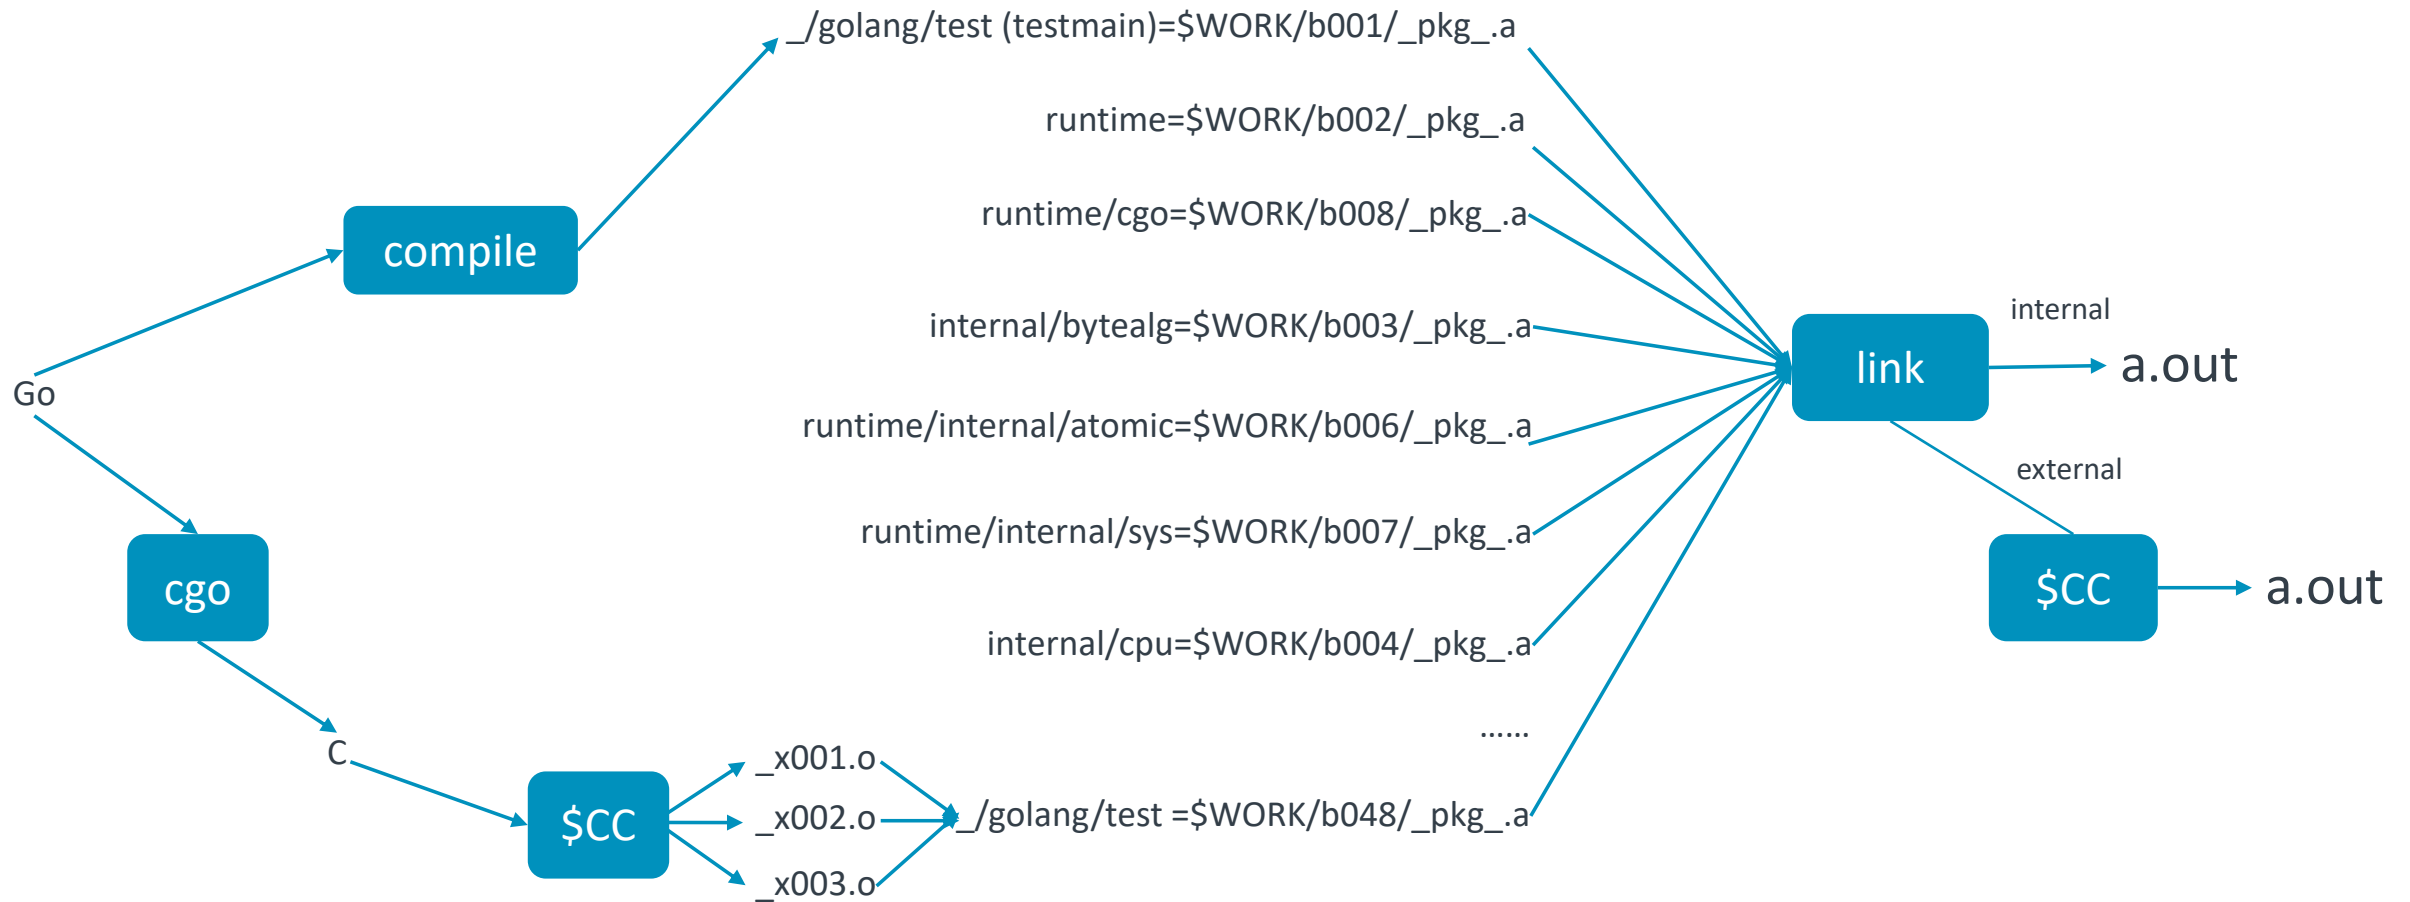 _/golang/test (testmain)=$WORK/b001/_pkg_.a
runtime=$WORK/b002/_pkg_.a
runtime/cgo=$WORK/b008/_pkg_.a
compile
internal/bytealg=$WORK/b003/_pkg_.a
internal
link
a.out
Go
runtime/internal/atomic=$WORK/b006/_pkg_.a
external
runtime/internal/sys=$WORK/b007/_pkg_.a
cgo
$CC
a.out
internal/cpu=$WORK/b004/_pkg_.a
......
C
_x001.o
$CC
_x002.o
_/golang/test =$WORK/b048/_pkg_.a
_x003.o